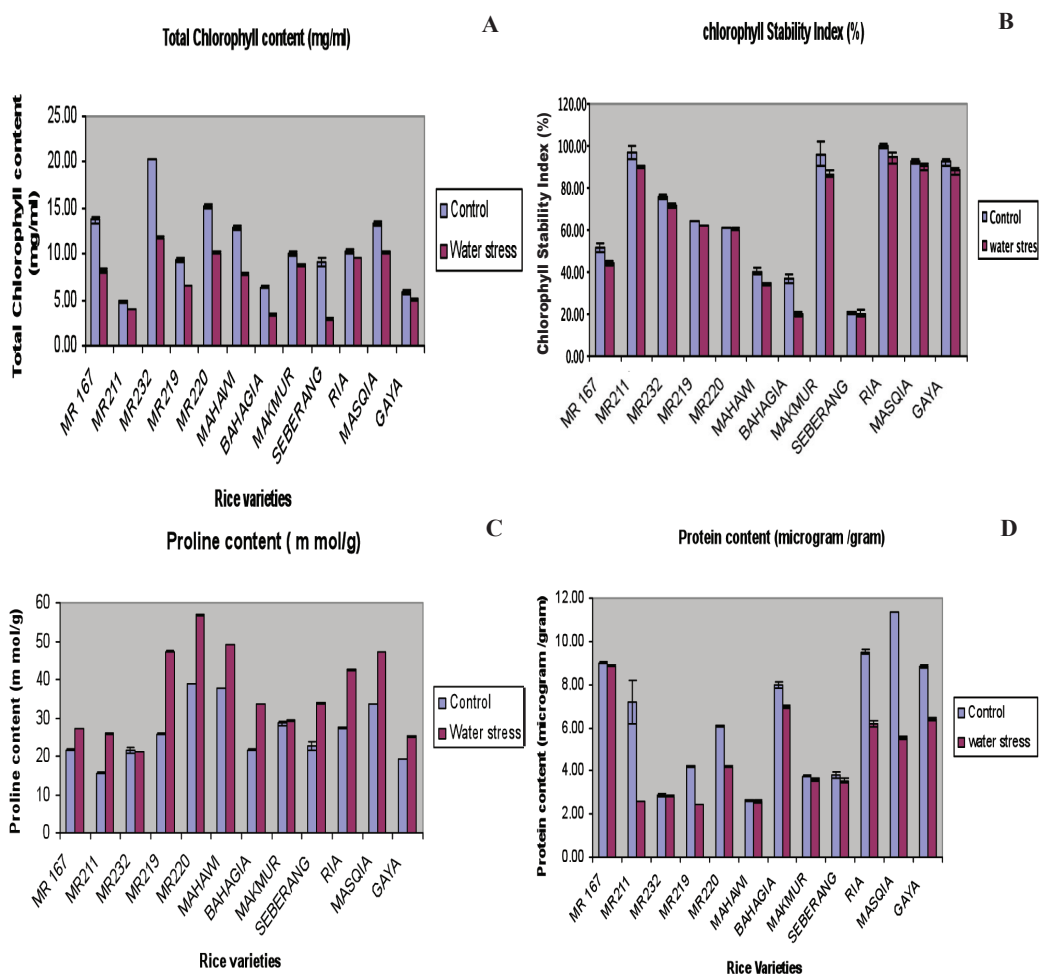 A
Total Chlorophyll content (mg/ml)
Total Chlorophyll content
(mg/ml)
25.00
20.00
15.00
10.00
5.00
0.00
MR 167
MR211
MR232
MR219
MR220
MAHAWI
BAHAGIA
MAKMUR
SEBERANG
RIA
MASQIA
GAYA
Rice varieties
Control
Water stress
B
chlorophyll Stability Index (%)
Chlorophyll Stability Index (%)
120.00
100.00
80.00
60.00
40.00
20.00
0.00
MR 167
MR211
MR232
MR219
MR220
MAHAWI
BAHAGIA
MAKMUR
SEBERANG
RIA
MASQIA
GAYA
Control
water stres
C
Proline content ( m mol/g)
Proline content (m mol/g)
60
50
40
30
20
10
0
MR 167
MR211
MR232
MR219
MR220
MAHAWI
BAHAGIA
MAKMUR
SEBERANG
RIA
MASQIA
GAYA
Rice varieties
Control
Water stress
D
Protein content (microgram /gram)
Protein content (microgram /gram)
12.00
10.00
8.00
6.00
4.00
2.00
0.00
MR 167
MR211
MR232
MR219
MR220
MAHAWI
BAHAGIA
MAKMUR
SEBERANG
RIA
MASQIA
GAYA
Rice Varieties
Control
water stress